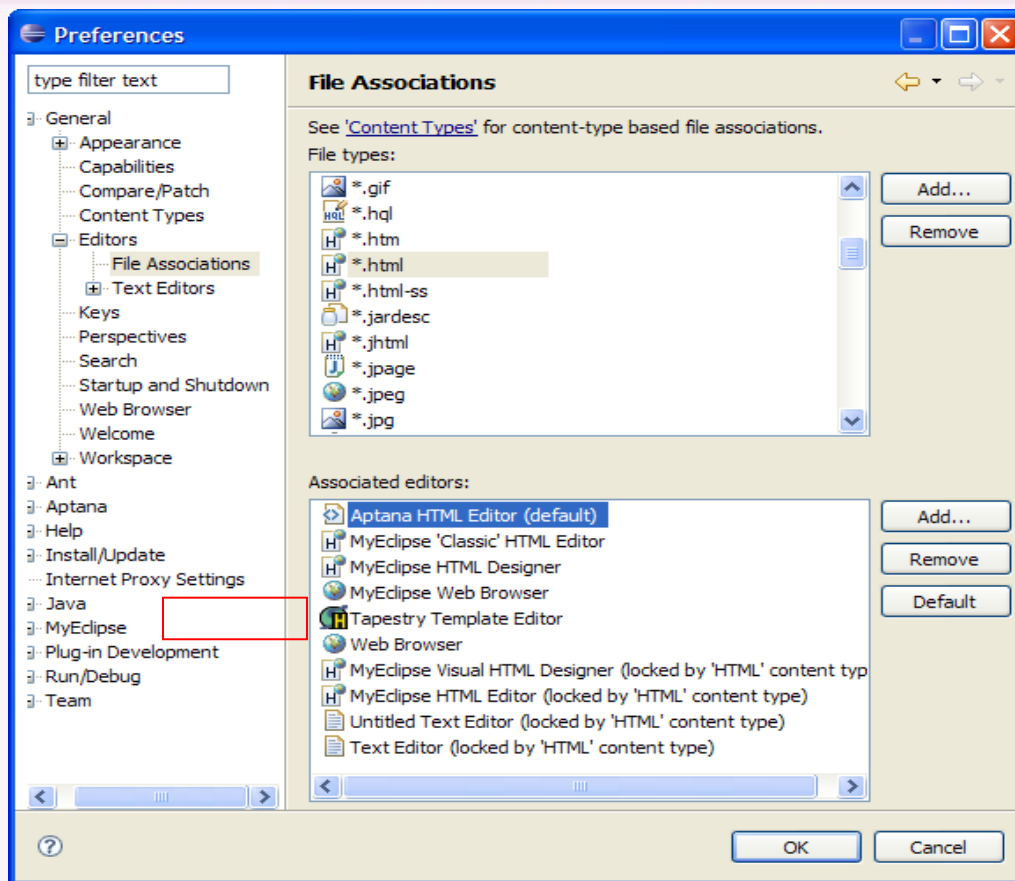 Preferences
type filter text
General
Appearance
Capabilities
Compare/Patch
Content Types
Editors
File Associations
Text Editors
Keys
Perspectives
Search
Startup and Shutdown
Web Browser
Welcome
Workspace
Ant
Aptana
Help
Install/Update
Internet Proxy Settings
Java
MyEclipse
Plug-in Development
Run/Debug
Team
File Associations
See 'Content Types' for content-type based file associations.
File types:
*.gif
*.hql
*.htm
*.html
*.html-ss
*.jardesc
*.jhtml
*.jpage
*.jpeg
*.jpg
Add...
Remove
Associated editors:
Aptana HTML Editor (default)
MyEclipse 'Classic' HTML Editor
MyEclipse HTML Designer
MyEclipse Web Browser
Tapestry Template Editor
Web Browser
MyEclipse Visual HTML Designer (locked by 'HTML' content typ
MyEclipse HTML Editor (locked by 'HTML' content type)
Untitled Text Editor (locked by 'HTML' content type)
Text Editor (locked by 'HTML' content type)
Add...
Remove
Default
OK
Cancel